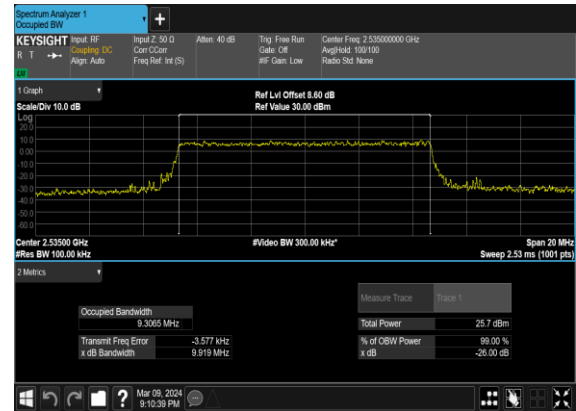 Spectrum Analyzer 1
Occupied BW
+
KEYSIGHT
R T
LXI
Input: RF
Coupling: DC
Align: Auto
Input Z: 50 Ω
Corr CCorr
Freq Ref: Int (S)
Atten: 40 dB
Trig: Free Run
Gate: Off
#IF Gain: Low
Center Freq: 2.535000000 GHz
Avg|Hold: 100/100
Radio Std: None
1 Graph
Scale/Div 10.0 dB
Ref Lvl Offset 8.60 dB
Ref Value 30.00 dBm
Log
20.0
10.0
0.00
-10.0
-20.0
-30.0
-40.0
-50.0
-60.0
Center 2.53500 GHz
#Res BW 100.00 kHz
#Video BW 300.00 kHz*
Span 20 MHz
Sweep 2.53 ms (1001 pts)
2 Metrics
Occupied Bandwidth
9.3065 MHz
Transmit Freq Error -3.577 kHz
x dB Bandwidth 9.919 MHz
Measure Trace Trace 1
Total Power 25.7 dBm
% of OBW Power 99.00 %
x dB -26.00 dB
?
Mar 09, 2024
9:10:39 PM